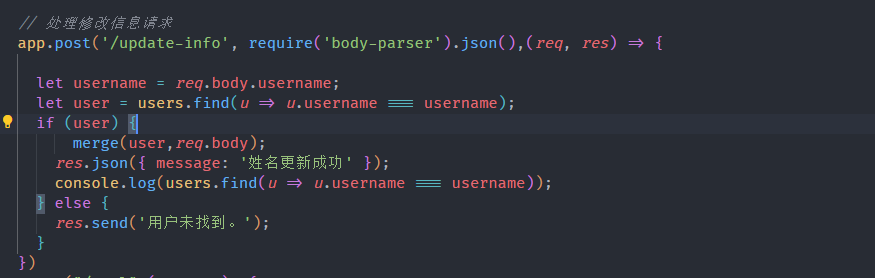 // 处理修改信息请求
app.post('/update-info', require('body-parser').json(),(req, res) => {
let username = req.body.username;
let user = users.find(u => u.username === username);
if (user) {
merge(user,req.body);
res.json({ message: '姓名更新成功' });
console.log(users.find(u => u.username === username));
} else {
res.send('用户未找到。');
}
})